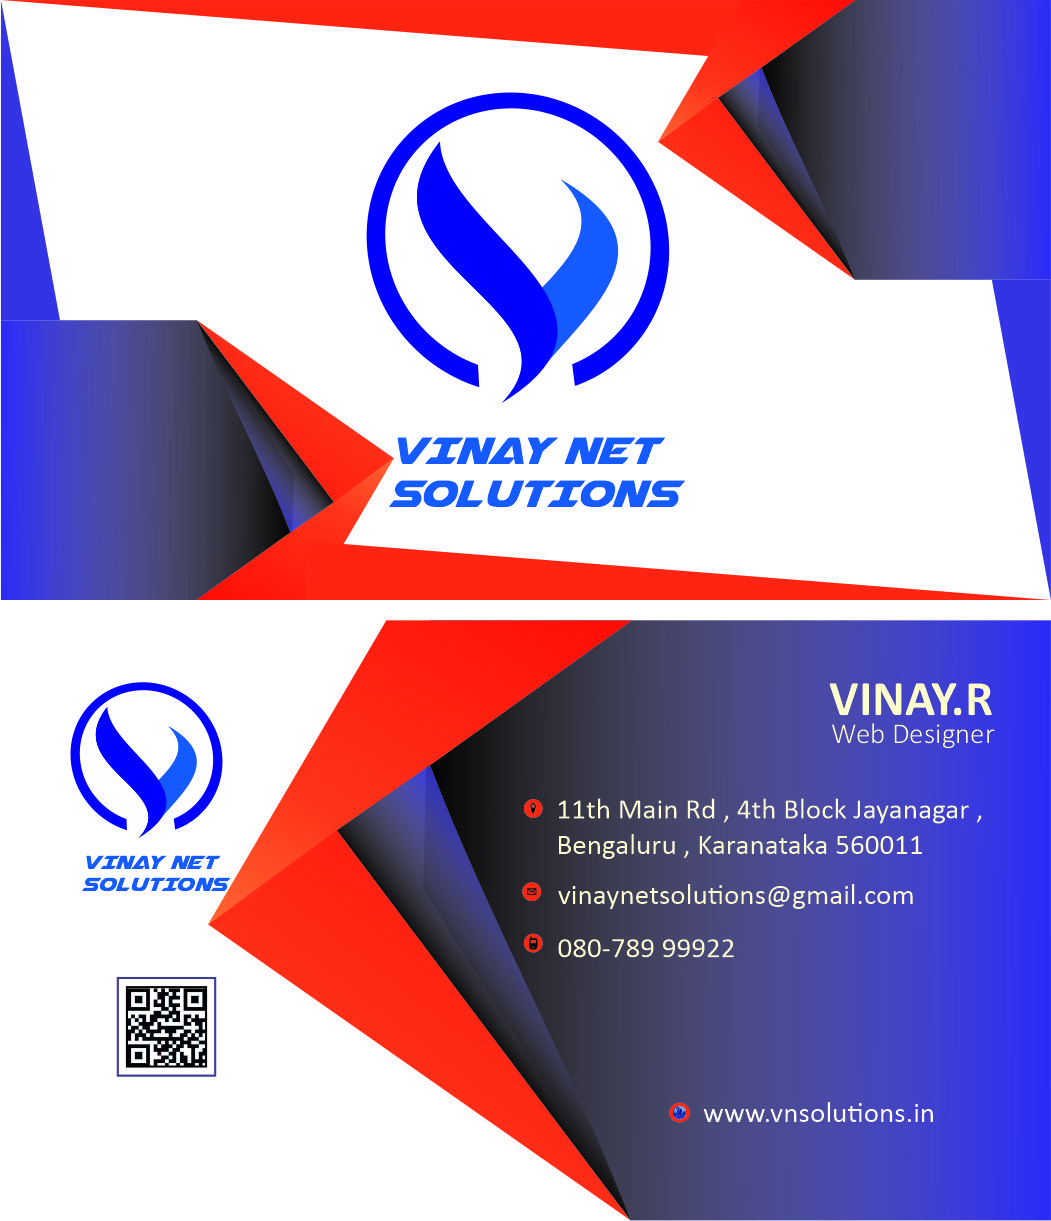 VINAY NET
SOLUTIONS
VINAY NET
SOLUTIONS
VINAY.R
Web Designer
11th Main Rd , 4th Block Jayanagar ,
Bengaluru , Karanataka 560011
vinaynetsolutions@gmail.com
080-789 99922
www.vnsolutions.in